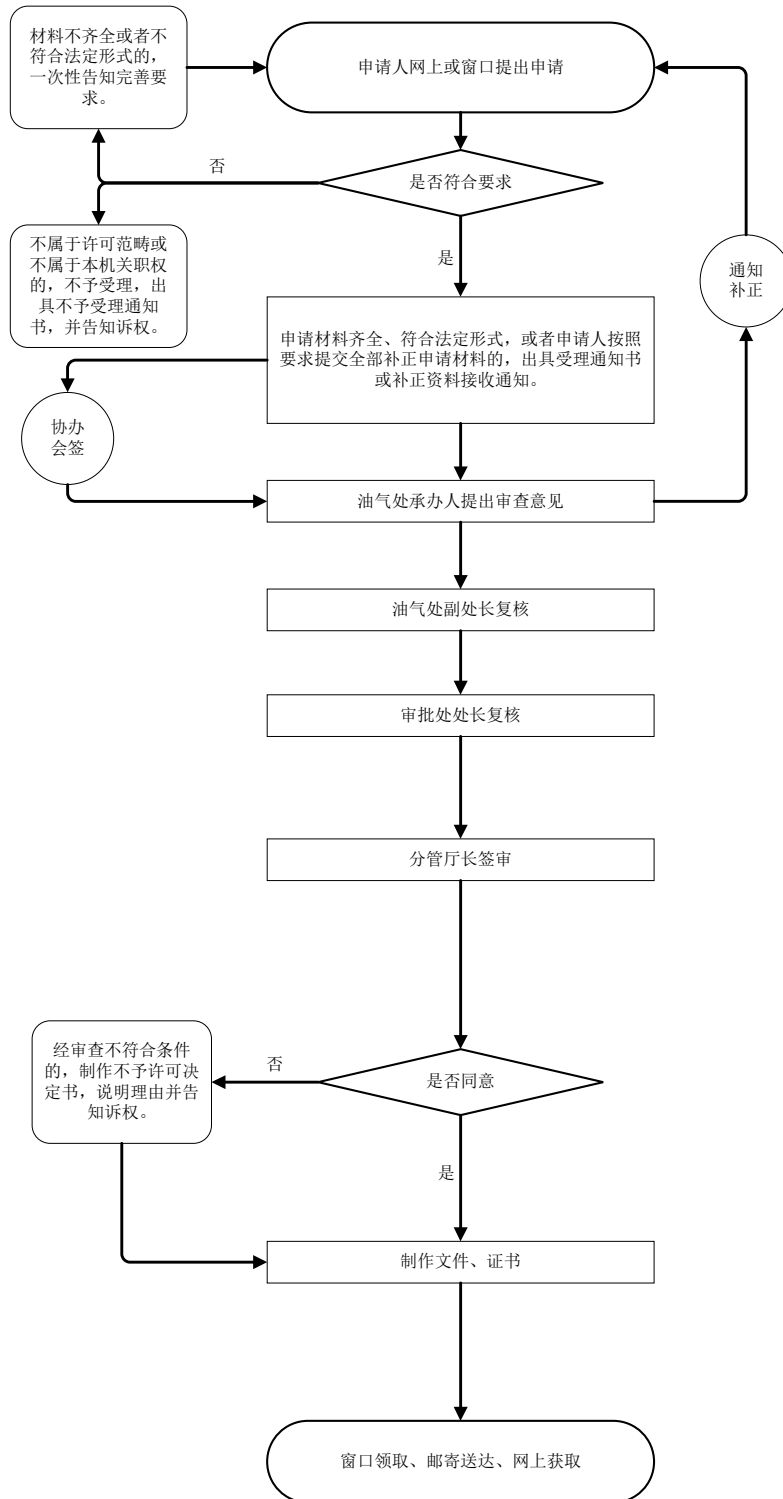 材料不齐全或者不
符合法定形式的，
一次性告知完善要
求。
申请人网上或窗口提出申请
否
是否符合要求
不属于许可范畴或
不属于本机关职权
的，不予受理，出
具不予受理通知
书，并告知诉权。
是
通知
补正
申请材料齐全、符合法定形式，或者申请人按照
要求提交全部补正申请材料的，出具受理通知书
或补正资料接收通知。
协办
会签
油气处承办人提出审查意见
油气处副处长复核
审批处处长复核
分管厅长签审
经审查不符合条件
的，制作不予许可决
定书，说明理由并告
知诉权。
否
是否同意
是
制作文件、证书
窗口领取、邮寄送达、网上获取